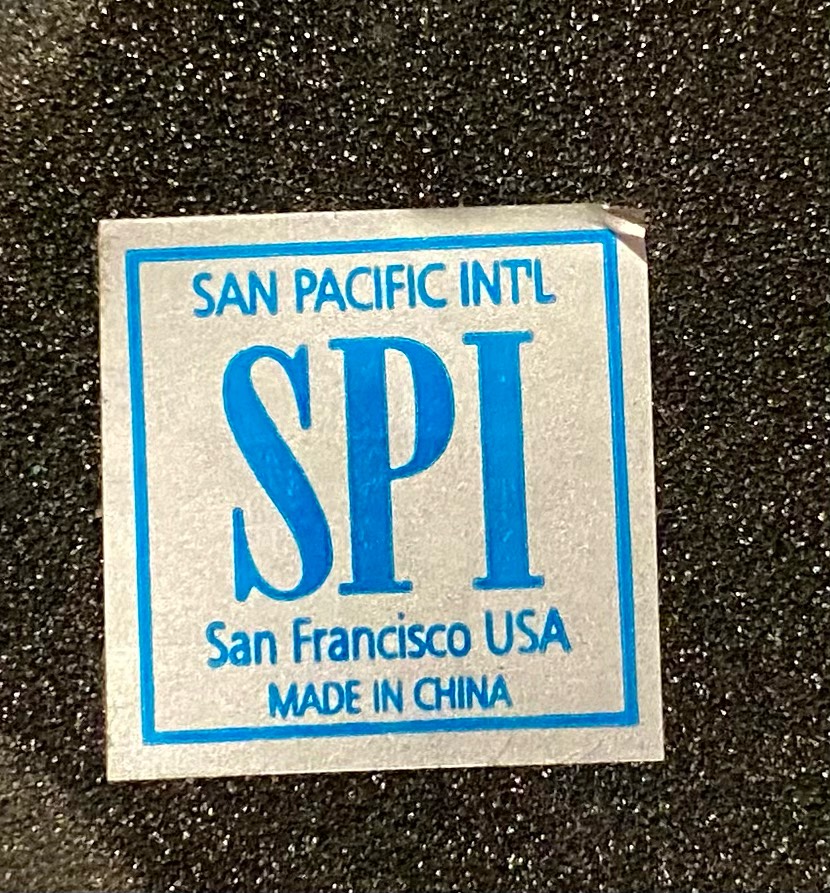 SAN PACIFIC INT'L
SPI
San Francisco USA
MADE IN CHINA